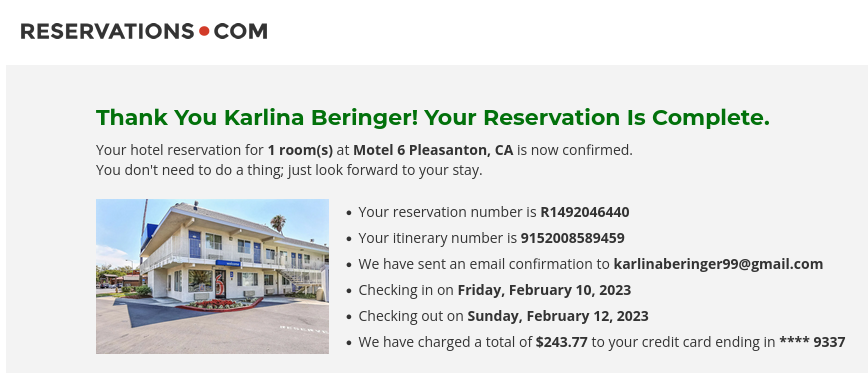 RESERVATIONS.COM
Thank You Karlina Beringer! Your Reservation Is Complete.
Your hotel reservation for 1 room(s) at Motel 6 Pleasanton, CA is now confirmed.
You don't need to do a thing; just look forward to your stay.
Your reservation number is R1492046440
Your itinerary number is 9152008589459
We have sent an email confirmation to karlinaberinger99@gmail.com
Checking in on Friday, February 10, 2023
Checking out on Sunday, February 12, 2023
We have charged a total of $243.77 to your credit card ending in **** 9337